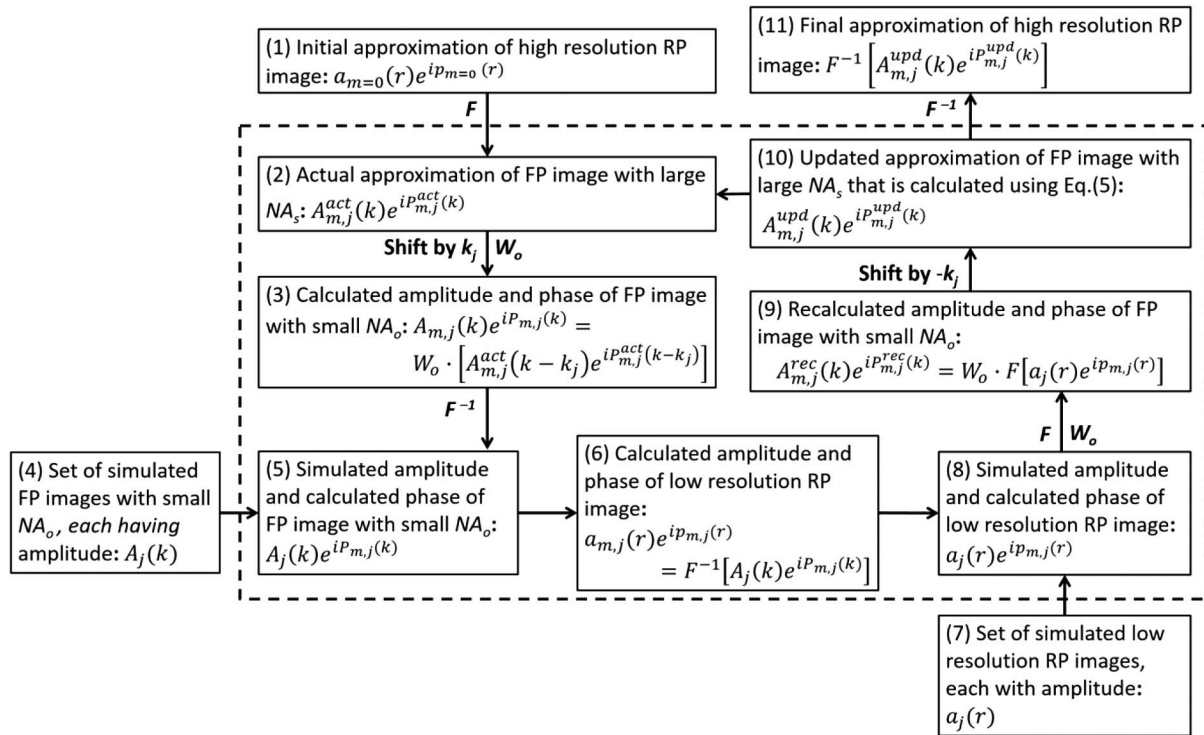 (1) Initial approximation of high resolution RP
image: a_{m=0}(r)e^{ip_{m=0}(r)}
F
(2) Actual approximation of FP image with large
NA_s: A^{act}_{m,j}(k)e^{iP^{act}_{m,j}(k)}
Shift by k_j W_o
(3) Calculated amplitude and phase of FP image
with small NA_o: A_{m,j}(k)e^{iP_{m,j}(k)} =
W_o · [A^{act}_{m,j}(k − k_j)e^{iP^{act}_{m,j}(k−k_j)}]
F^{−1}
(4) Set of simulated
FP images with small
NA_o, each having
amplitude: A_j(k)
(5) Simulated amplitude
and calculated phase of
FP image with small NA_o:
A_j(k)e^{iP_{m,j}(k)}
(6) Calculated amplitude and
phase of low resolution RP
image:
a_{m,j}(r)e^{ip_{m,j}(r)}
= F^{−1}[A_j(k)e^{iP_{m,j}(k)}]
(7) Set of simulated low
resolution RP images,
each with amplitude:
a_j(r)
(8) Simulated amplitude
and calculated phase of
low resolution RP image:
a_j(r)e^{ip_{m,j}(r)}
F W_o
(9) Recalculated amplitude and phase of FP
image with small NA_o:
A^{rec}_{m,j}(k)e^{iP^{rec}_{m,j}(k)} = W_o · F[a_j(r)e^{ip_{m,j}(r)}]
Shift by -k_j
(10) Updated approximation of FP image with
large NA_s that is calculated using Eq.(5):
A^{upd}_{m,j}(k)e^{iP^{upd}_{m,j}(k)}
F^{−1}
(11) Final approximation of high resolution RP
image: F^{−1}[A^{upd}_{m,j}(k)e^{iP^{upd}_{m,j}(k)}]